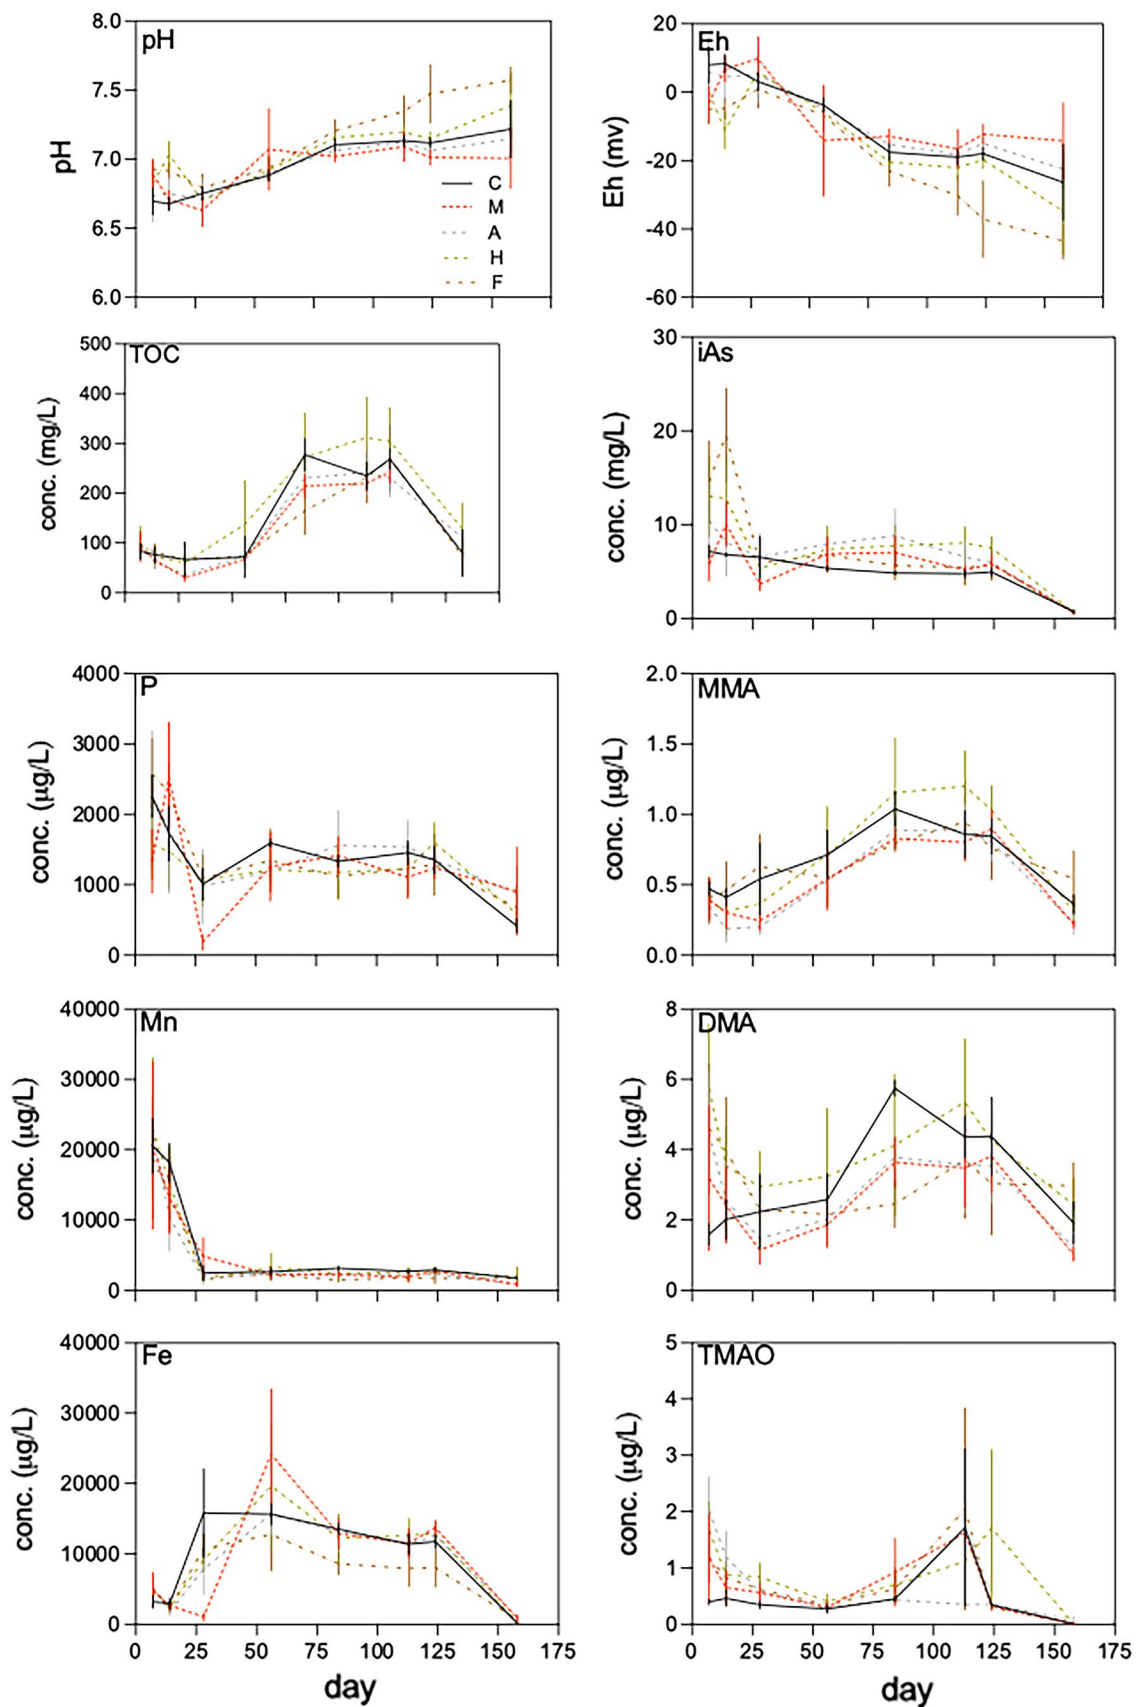 8.0
pH
7.5
7.0
6.5
6.0
pH
C
M
A
H
F
20
Eh
0
-20
-40
-60
Eh (mv)
500
TOC
400
300
200
100
0
conc. (mg/L)
30
iAs
20
10
0
conc. (mg/L)
4000
P
3000
2000
1000
0
conc. (μg/L)
2.0
MMA
1.5
1.0
0.5
0.0
conc. (μg/L)
40000
Mn
30000
20000
10000
0
conc. (μg/L)
8
DMA
6
4
2
0
conc. (μg/L)
40000
Fe
30000
20000
10000
0
conc. (μg/L)
0 25 50 75 100 125 150 175
day
5
TMAO
4
3
2
1
0
conc. (μg/L)
0 25 50 75 100 125 150 175
day